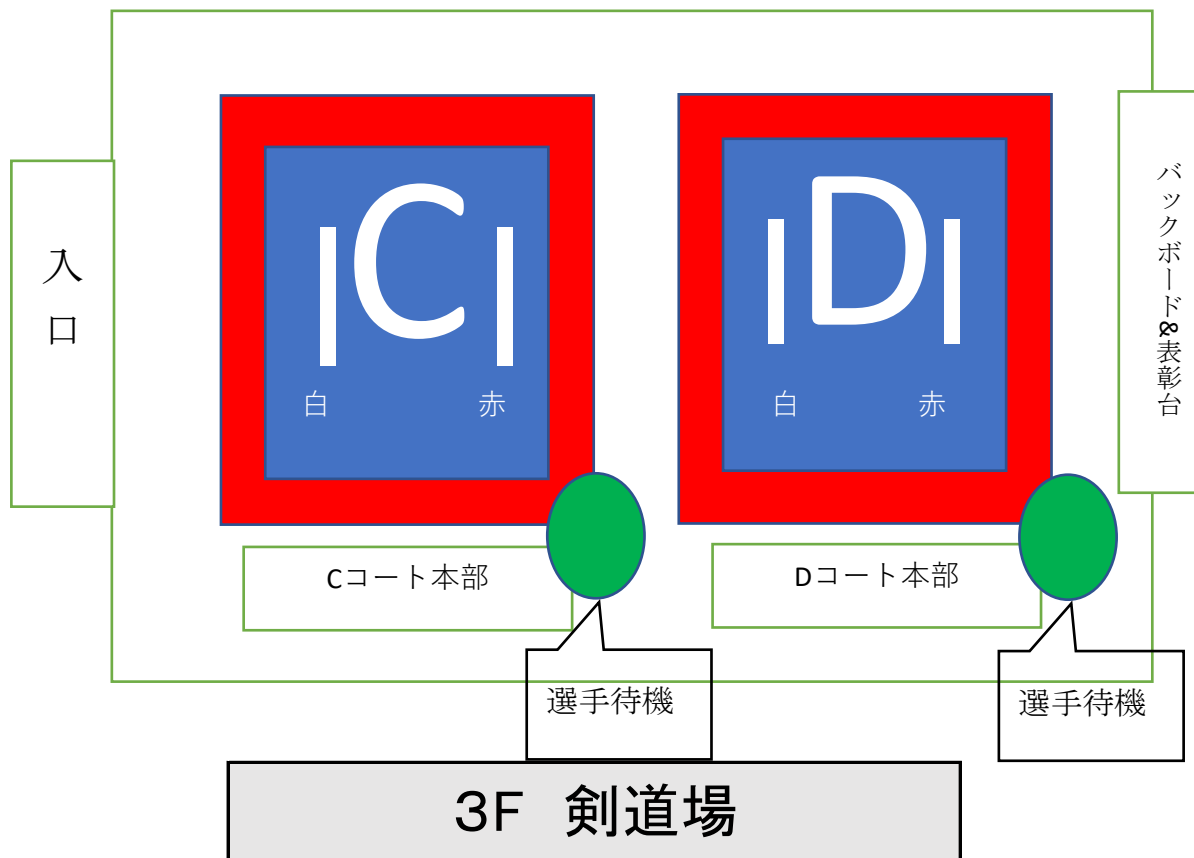 入口
C
白 赤
Cコート本部
選手待機
D
白 赤
Dコート本部
選手待機
バックボード&表彰台
3F 剣道場